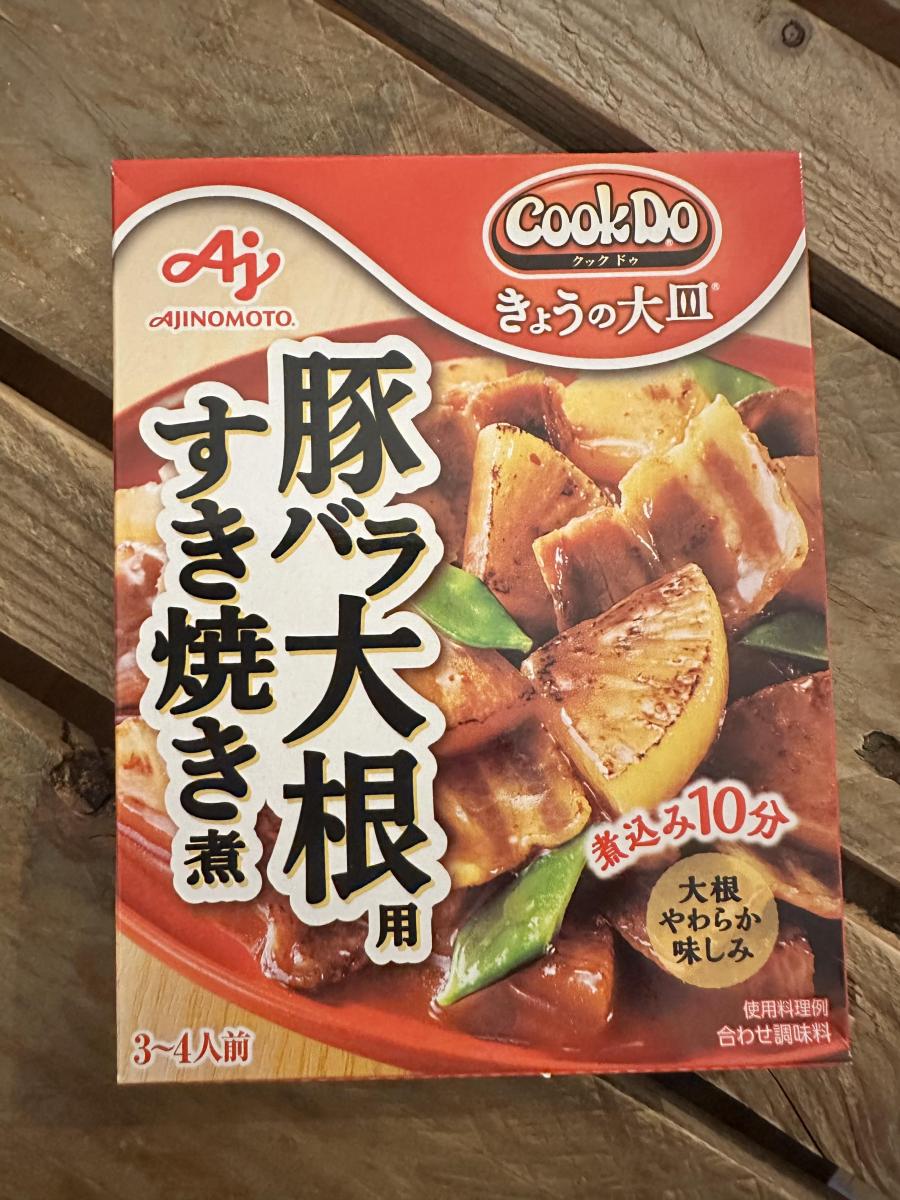 Aj
AJINOMOTO®
CookDo®
クックドゥ
きょうの大皿®
豚バラ大根用
すき焼き煮
煮込み10分
大根
やわらか
味しみ
使用料理例
合わせ調味料
3~4人前